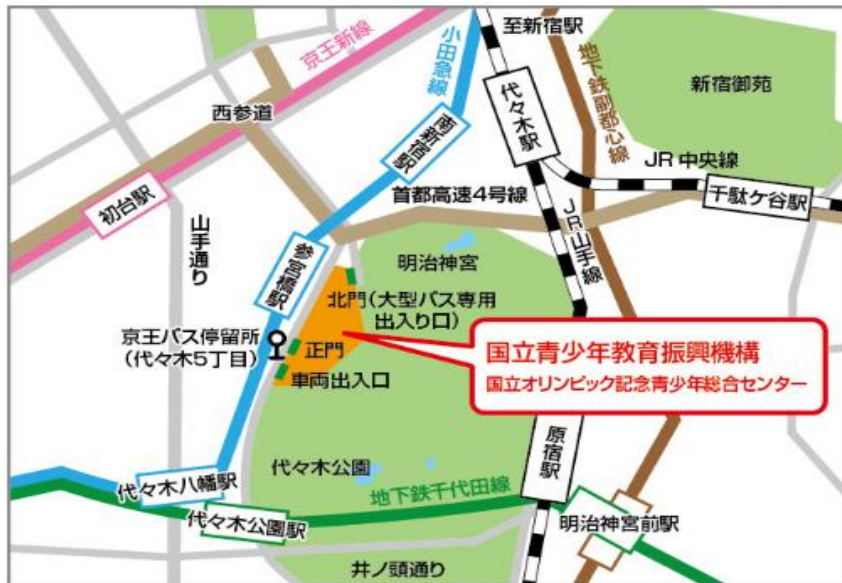 至新宿駅
京王新線
小田急線
地下鉄副都心線
新宿御苑
西参道
代々木駅
南新宿駅
JR中央線
初台駅
首都高速4号線
千駄ケ谷駅
山手通り
参宮橋駅
明治神宮
JR山手線
北門(大型バス専用
出入り口)
京王バス停留所
(代々木5丁目)
正門
車両出入口
国立青少年教育振興機構
国立オリンピック記念青少年総合センター
原宿駅
代々木公園
代々木八幡駅
地下鉄千代田線
代々木公園駅
明治神宮前駅
井ノ頭通り